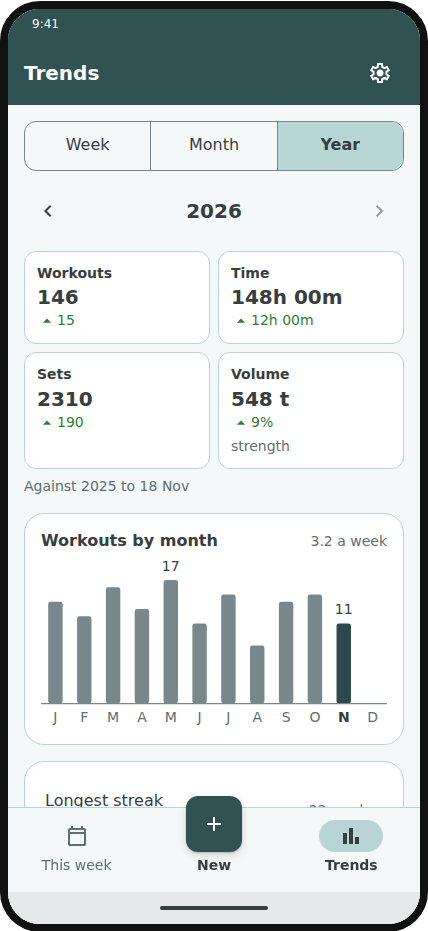 9:41
Trends
Week Month Year
2026
Workouts
146
15
Time
148h 00m
12h 00m
Sets
2310
190
Volume
548 t
9%
strength
Against 2025 to 18 Nov
Workouts by month 3.2 a week
17
11
J F M A M J J A S O N D
Longest streak
This week New Trends